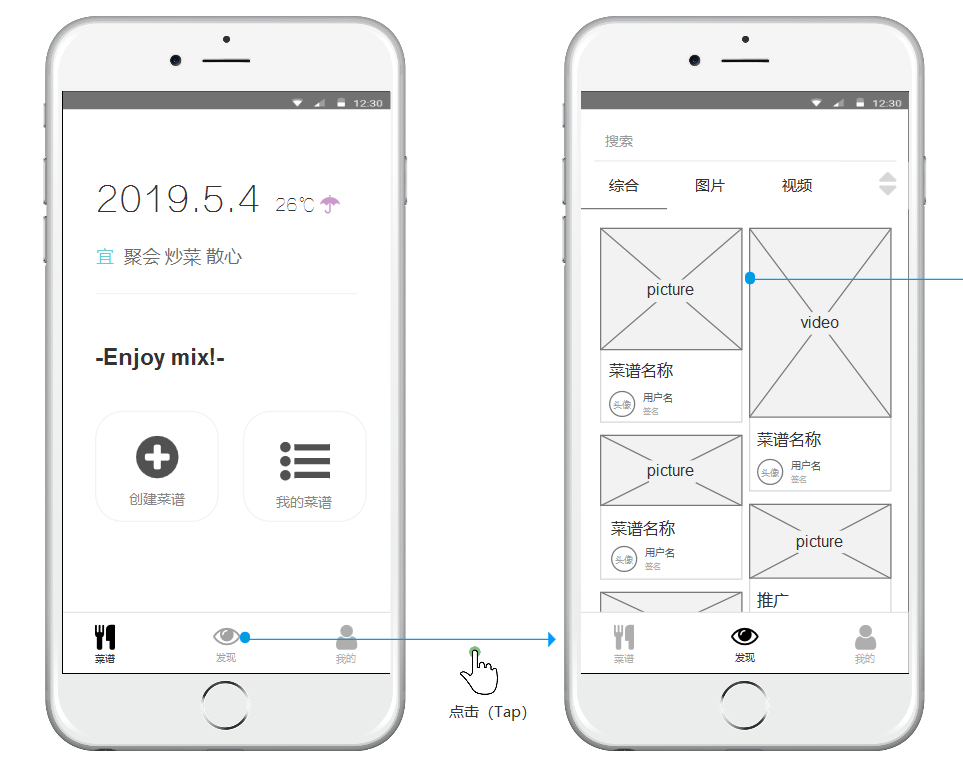 12:30
2019.5.4 26℃
宜 聚会 炒菜 散心
-Enjoy mix!-
创建菜谱 我的菜谱
菜谱 发现 我的
点击（Tap）
12:30
搜索
综合 图片 视频
picture
菜谱名称
头像 用户名
签名
video
菜谱名称
头像 用户名
签名
picture
菜谱名称
头像 用户名
签名
picture
推广
菜谱 发现 我的